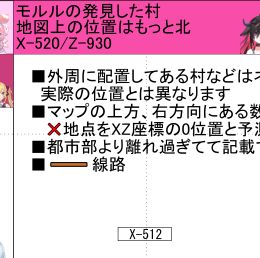 モルルの発見した村
地図上の位置はもっと北
X-520/Z-930
■外周に配置してある村などは
実際の位置とは異なります
■マップの上方、右方向にある数
×地点をXZ座標の0位置と予測
■都市部より離れ過ぎてて記載
■線路
X-512